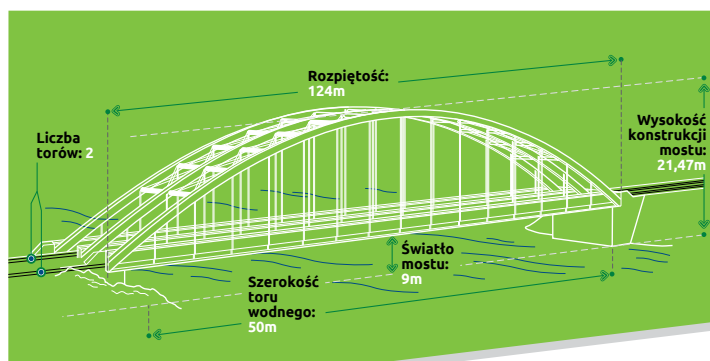 Rozpiętość:
124m
Liczba
torów: 2
Wysokość
konstrukcji
mostu:
21,47m
Światło
mostu:
9m
Szerokość
toru
wodnego:
50m